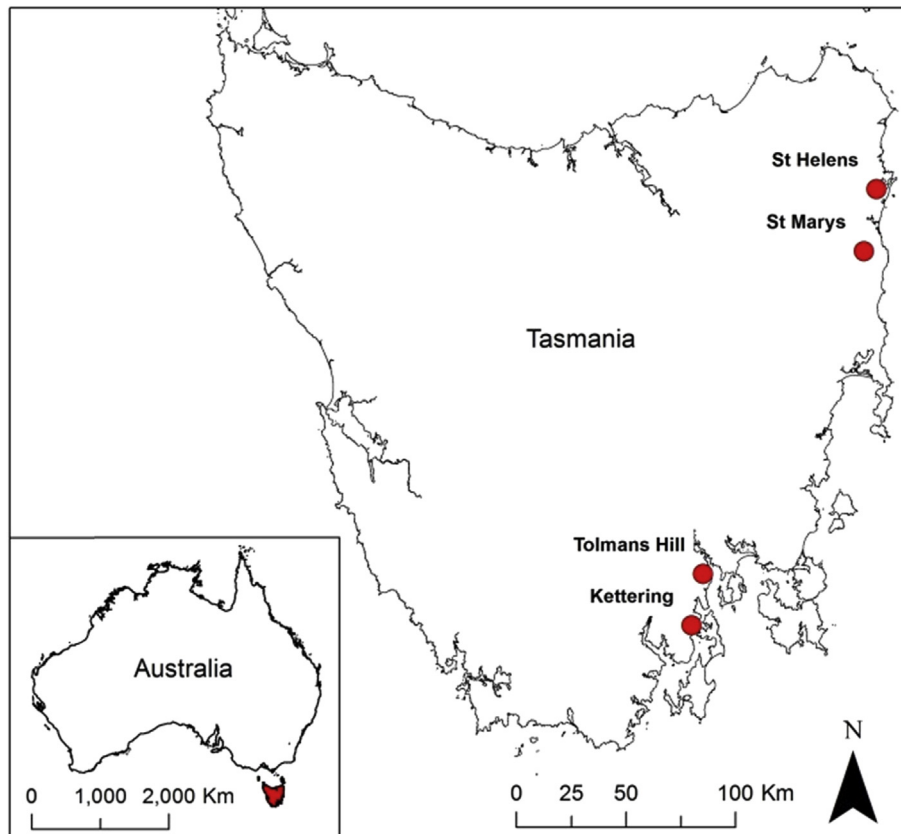 St Helens
St Marys
Tasmania
Tolmans Hill
Kettering
Australia
N
0 1,000 2,000 Km
0 25 50 100 Km